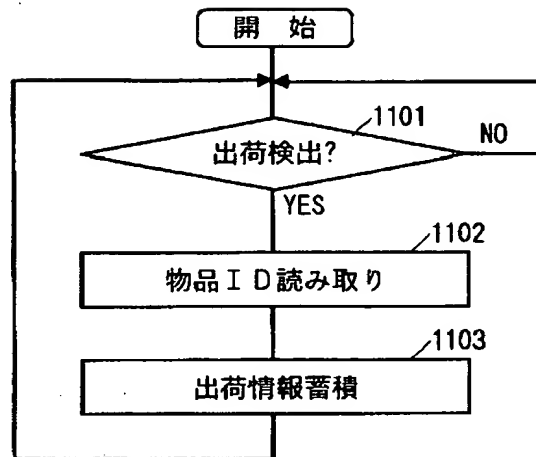 開 始
1101
出荷検出?
NO
YES
1102
物品ID読み取り
1103
出荷情報蓄積